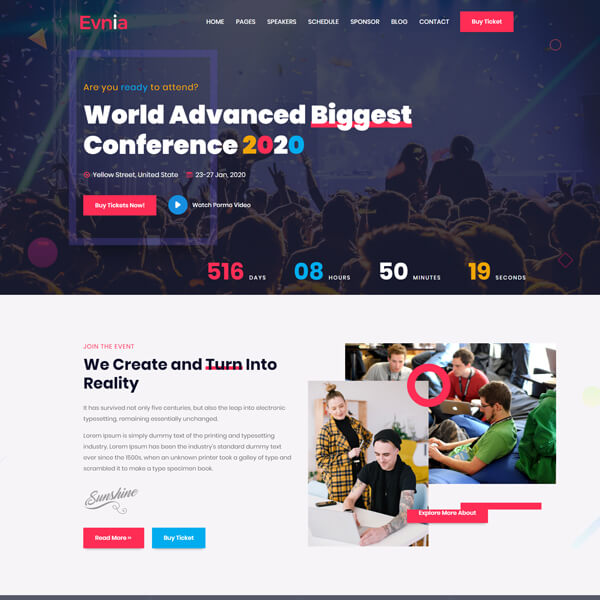 Evnia
HOME PAGES SPEAKERS SCHEDULE SPONSOR BLOG CONTACT Buy Ticket
Are you ready to attend?
World Advanced Biggest
Conference 2020
Yellow Street, United State 23-27 Jan, 2020
Buy Tickets Now! Watch Pormo Video
516 DAYS 08 HOURS 50 MINUTES 19 SECONDS
JOIN THE EVENT
We Create and Turn Into
Reality
It has survived not only five centuries, but also the leap into electronic
typesetting, remaining essentially unchanged.
Lorem Ipsum is simply dummy text of the printing and typesetting
industry. Lorem Ipsum has been the industry's standard dummy text
ever since the 1500s, when an unknown printer took a galley of type and
scrambled it to make a type specimen book.
Sunshine
Explore More About
Read More » Buy Ticket